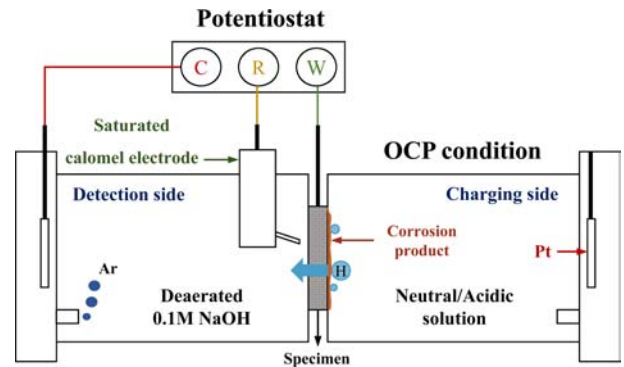 Potentiostat
C
R
W
Saturated
calomel electrode
OCP condition
Detection side
Charging side
Corrosion
product
Ar
H
Pt
Deaerated
0.1M NaOH
Neutral/Acidic
solution
Specimen